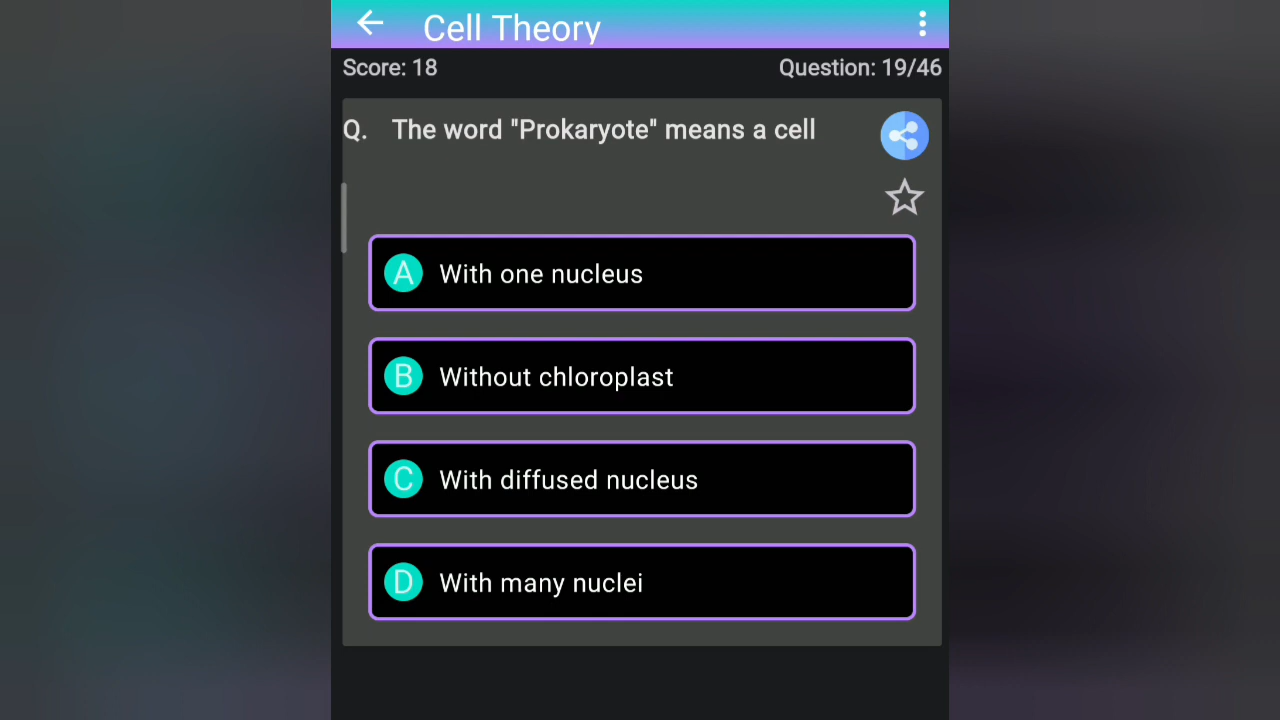 Cell Theory
Score: 18 Question: 19/46
Q. The word "Prokaryote" means a cell
A With one nucleus
B Without chloroplast
C With diffused nucleus
D With many nuclei